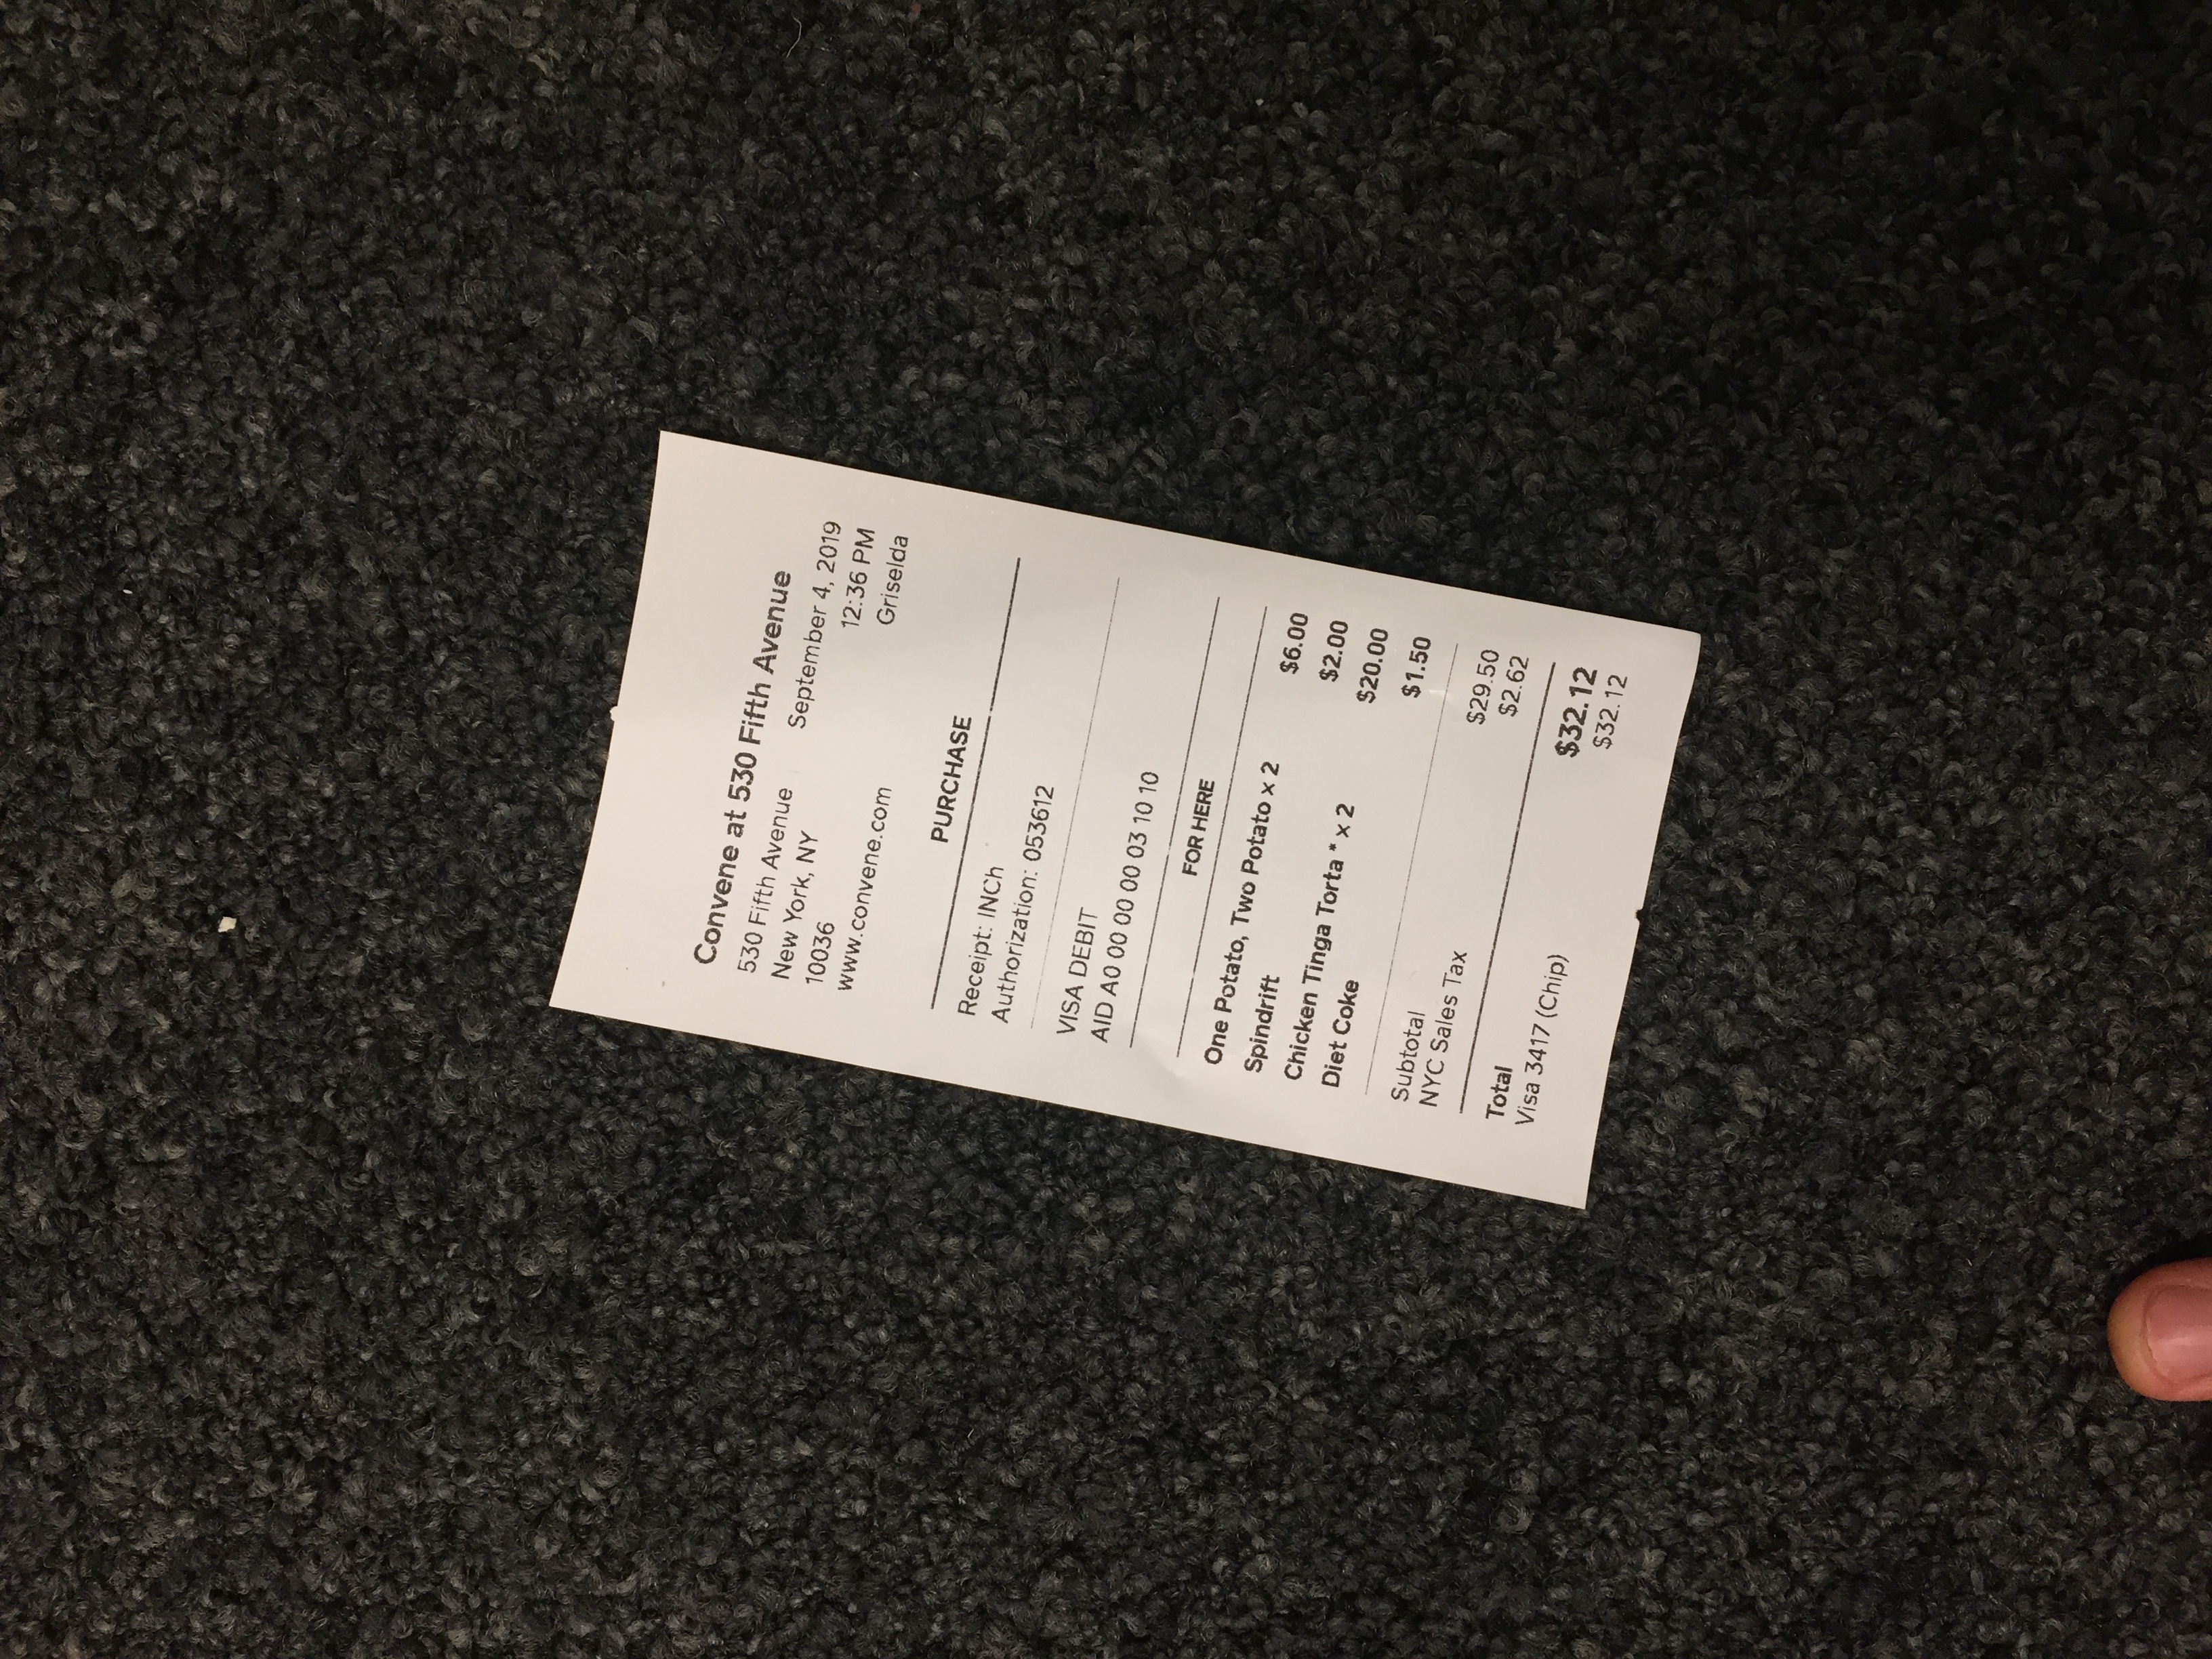 Convene at 530 Fifth Avenue
530 Fifth Avenue
New York, NY
10036
www.convene.com
September 4, 2019
12:36 PM
Griselda
PURCHASE
Receipt: INCh
Authorization: 053612
VISA DEBIT
AID A0 00 00 00 03 10 10
FOR HERE
One Potato, Two Potato x 2 $6.00
Spindrift $2.00
Chicken Tinga Torta * x 2 $20.00
Diet Coke $1.50
Subtotal $29.50
NYC Sales Tax $2.62
Total $32.12
Visa 3417 (Chip) $32.12